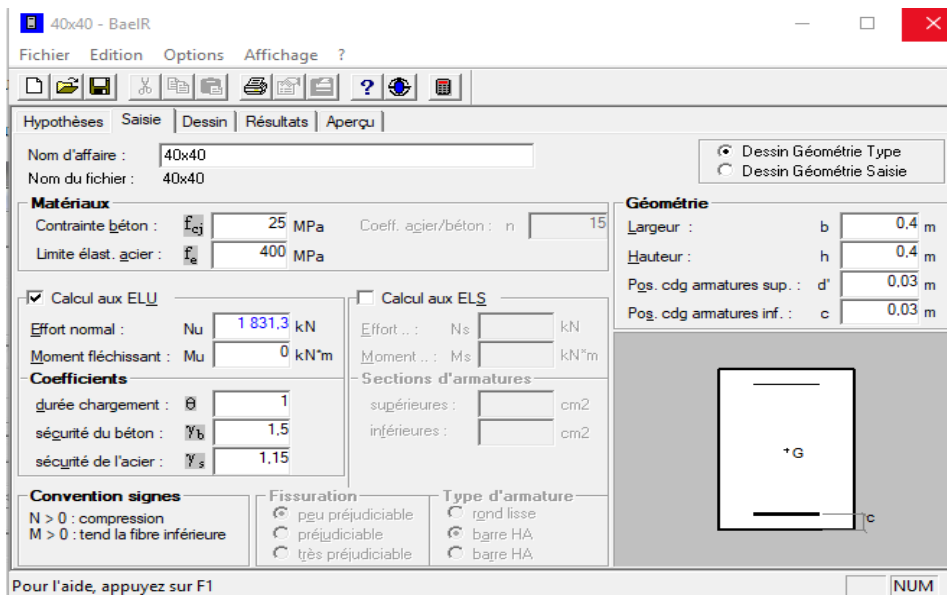 40x40 - BaelR
Fichier Edition Options Affichage ?
Hypothèses Saisie Dessin Résultats Aperçu
Nom d'affaire : 40x40
Nom du fichier : 40x40
Dessin Géométrie Type
Dessin Géométrie Saisie
Matériaux
Contrainte béton : fcj 25 MPa Coeff. acier/béton : n 15
Limite élast. acier : fe 400 MPa
Géométrie
Largeur : b 0,4 m
Hauteur : h 0,4 m
Pos. cdg armatures sup. : d' 0,03 m
Pos. cdg armatures inf. : c 0,03 m
Calcul aux ELU
Effort normal : Nu 1 831,3 kN
Moment fléchissant : Mu 0 kN*m
Calcul aux ELS
Effort .. : Ns kN
Moment .. : Ms kN*m
Coefficients
durée chargement : θ 1
sécurité du béton : γb 1,5
sécurité de l'acier : γs 1,15
Sections d'armatures
supérieures : cm2
inférieures : cm2
+G
c
Convention signes
N > 0 : compression
M > 0 : tend la fibre inférieure
Fissuration
peu préjudiciable
préjudiciable
très préjudiciable
Type d'armature
rond lisse
barre HA
barre HA
Pour l'aide, appuyez sur F1 NUM